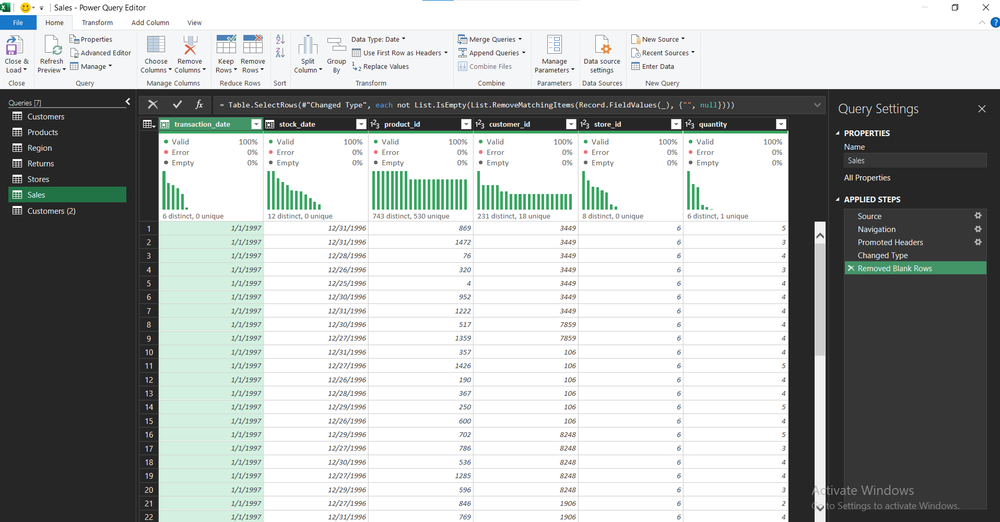 Sales - Power Query Editor
File Home Transform Add Column View
Close & Load
Close
Refresh Preview
Properties
Advanced Editor
Manage
Query
Choose Columns
Remove Columns
Manage Columns
Keep Rows
Remove Rows
Reduce Rows
Sort
Split Column
Group By
Data Type: Date
Use First Row as Headers
Replace Values
Transform
Merge Queries
Append Queries
Combine Files
Combine
Manage Parameters
Parameters
Data source settings
Data Sources
New Source
Recent Sources
Enter Data
New Query
Queries [7]
Customers
Products
Region
Returns
Stores
Sales
Customers (2)
fx = Table.SelectRows(#"Changed Type", each not List.IsEmpty(List.RemoveMatchingItems(Record.FieldValues(_), {"", null})))
transaction_date stock_date 123 product_id 123 customer_id 123 store_id 123 quantity
Valid 100% Valid 100% Valid 100% Valid 100% Valid 100% Valid 100%
Error 0% Error 0% Error 0% Error 0% Error 0% Error 0%
Empty 0% Empty 0% Empty 0% Empty 0% Empty 0% Empty 0%
6 distinct, 0 unique 12 distinct, 0 unique 743 distinct, 530 unique 231 distinct, 18 unique 8 distinct, 0 unique 6 distinct, 1 unique
1 1/1/1997 12/31/1996 869 3449 6 5
2 1/1/1997 12/31/1996 1472 3449 6 3
3 1/1/1997 12/28/1996 76 3449 6 4
4 1/1/1997 12/26/1996 320 3449 6 3
5 1/1/1997 12/25/1996 4 3449 6 4
6 1/1/1997 12/30/1996 952 3449 6 4
7 1/1/1997 12/31/1996 1222 3449 6 4
8 1/1/1997 12/30/1996 517 7859 6 4
9 1/1/1997 12/27/1996 1359 7859 6 4
10 1/1/1997 12/31/1996 357 106 6 4
11 1/1/1997 12/27/1996 1426 106 6 5
12 1/1/1997 12/26/1996 190 106 6 4
13 1/1/1997 12/28/1996 367 106 6 4
14 1/1/1997 12/29/1996 250 106 6 5
15 1/1/1997 12/26/1996 600 106 6 4
16 1/1/1997 12/29/1996 702 8248 6 5
17 1/1/1997 12/27/1996 786 8248 6 3
18 1/1/1997 12/30/1996 536 8248 6 4
19 1/1/1997 12/27/1996 1285 8248 6 4
20 1/1/1997 12/29/1996 596 8248 6 3
21 1/1/1997 12/27/1996 846 1906 6 2
22 1/1/1997 12/31/1996 769 1906 6 4
Query Settings
PROPERTIES
Name
Sales
All Properties
APPLIED STEPS
Source
Navigation
Promoted Headers
Changed Type
Removed Blank Rows
Activate Windows
Go to Settings to activate Windows.